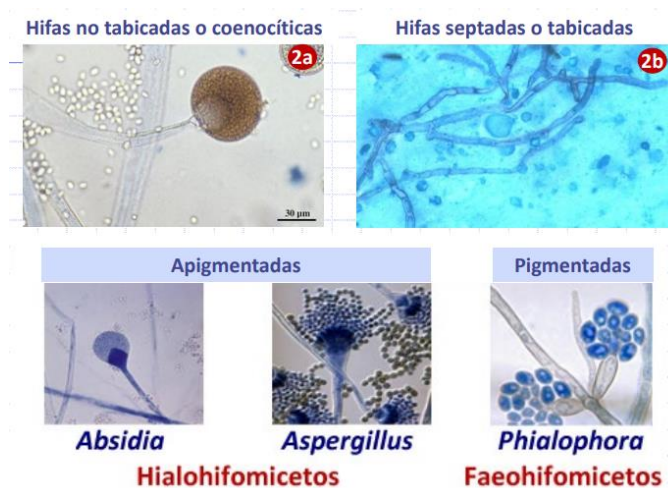 Hifas no tabicadas o coenocíticas
Hifas septadas o tabicadas
2a
2b
30 µm
Apigmentadas
Pigmentadas
Absidia
Aspergillus
Phialophora
Hialohifomicetos
Faeohifomicetos